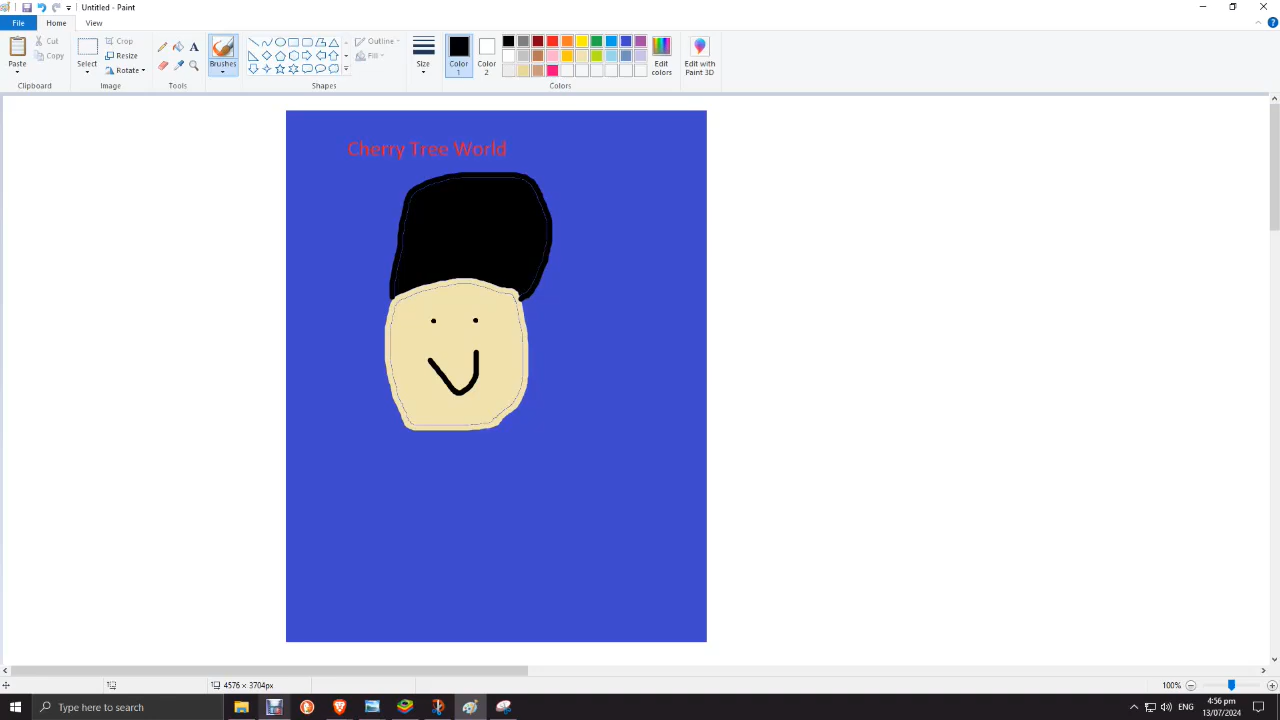 Untitled - Paint
File
Home
View
Paste
Cut
Copy
Clipboard
Select
Crop
Resize
Rotate
Image
A
Tools
Brushes
Outline
Fill
Shapes
Size
Color 1
Color 2
Edit colors
Colors
Edit with Paint 3D
Cherry Tree World
4576 × 3704px
100%
Type here to search
ENG
4:56 pm
13/07/2024